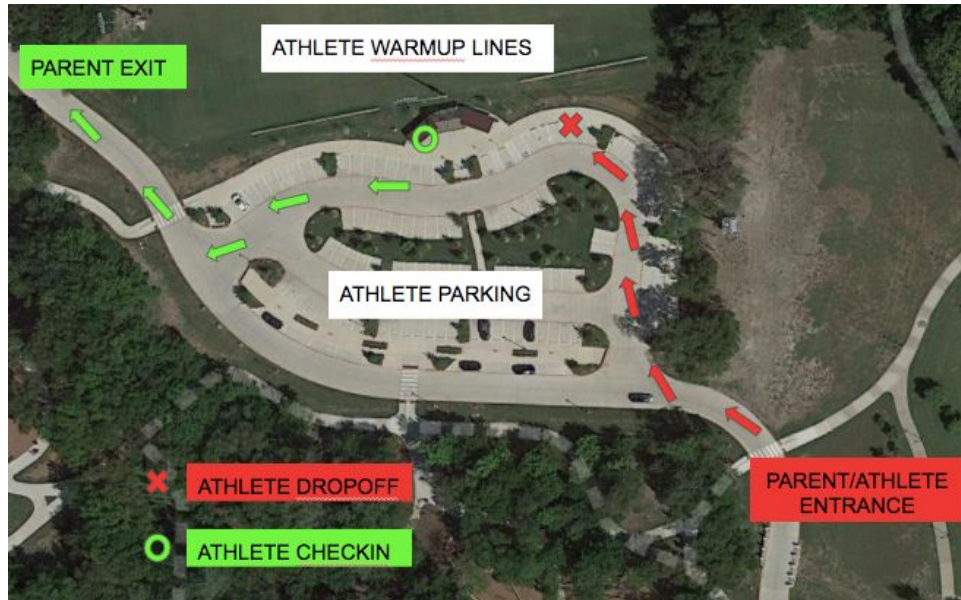 ATHLETE WARMUP LINES
PARENT EXIT
ATHLETE PARKING
ATHLETE DROPOFF
PARENT/ATHLETE
ENTRANCE
ATHLETE CHECKIN